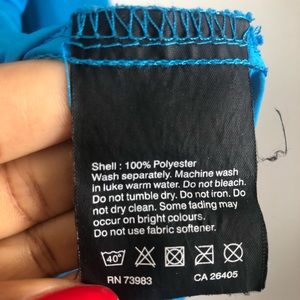 Shell : 100% Polyester
Wash separately. Machine wash
in luke warm water. Do not bleach.
Do not tumble dry. Do not iron. Do
not dry clean. Some fading may
occur on bright colours.
Do not use fabric softener.
40°
RN 73983 CA 26405